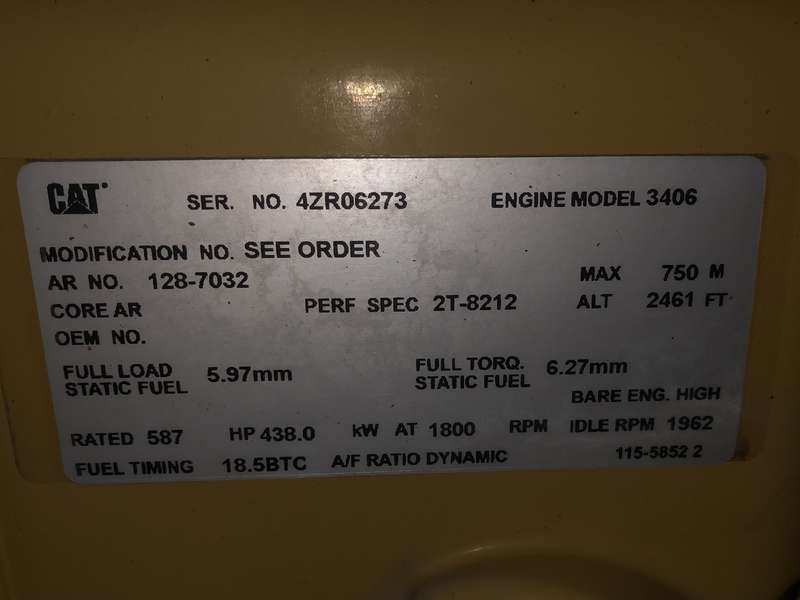 CAT SER. NO. 4ZR06273 ENGINE MODEL 3406
MODIFICATION NO. SEE ORDER
AR NO. 128-7032 MAX 750 M
CORE AR PERF SPEC 2T-8212 ALT 2461 FT
OEM NO.
FULL LOAD 5.97mm FULL TORQ. 6.27mm
STATIC FUEL STATIC FUEL
BARE ENG. HIGH
RATED 587 HP 438.0 kW AT 1800 RPM IDLE RPM 1962
FUEL TIMING 18.5BTC A/F RATIO DYNAMIC 115-5852 2